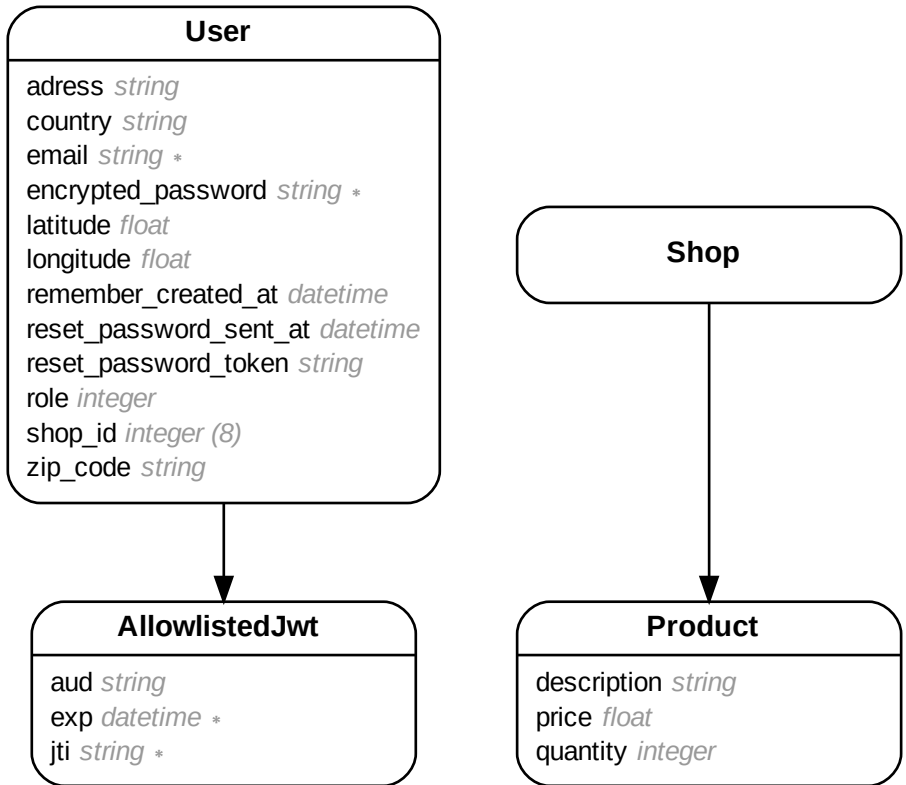 User
adress string
country string
email string *
encrypted_password string *
latitude float
longitude float
remember_created_at datetime
reset_password_sent_at datetime
reset_password_token string
role integer
shop_id integer (8)
zip_code string
Shop
AllowlistedJwt
aud string
exp datetime *
jti string *
Product
description string
price float
quantity integer